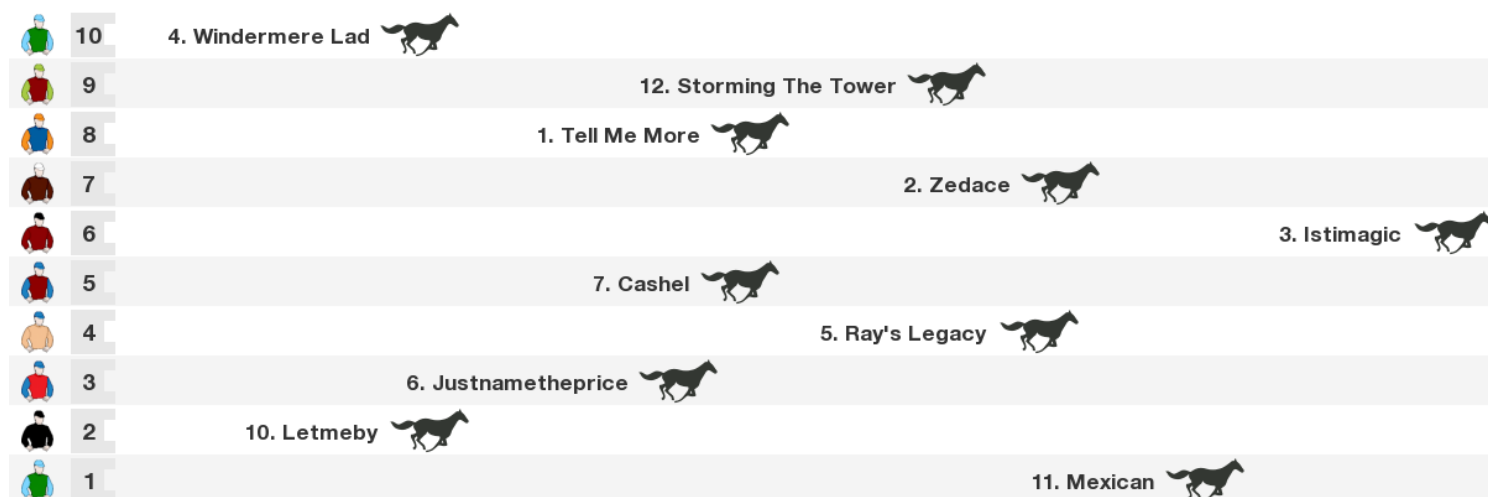 10 4. Windermere Lad
9 12. Storming The Tower
8 1. Tell Me More
7 2. Zedace
6 3. Istimagic
5 7. Cashel
4 5. Ray's Legacy
3 6. Justnametheprice
2 10. Letmeby
1 11. Mexican